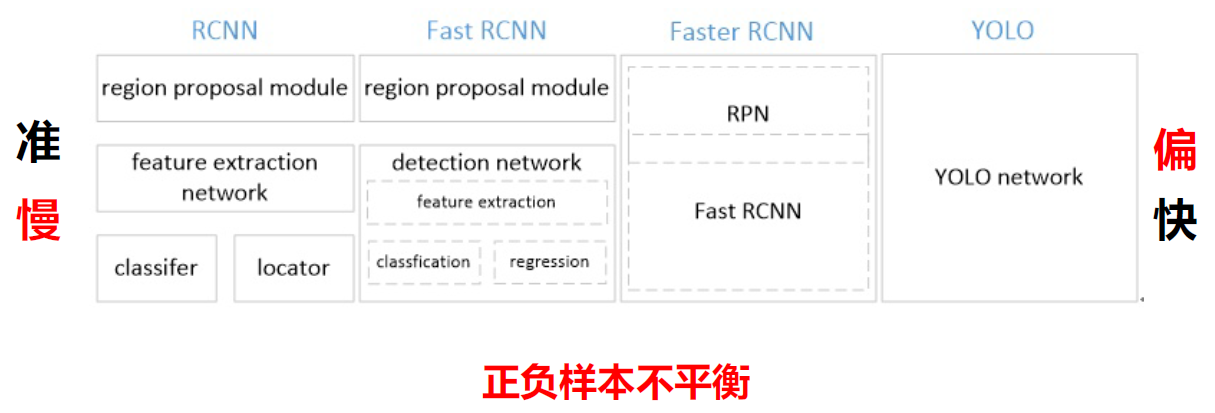 RCNN Fast RCNN Faster RCNN YOLO
region proposal module
region proposal module
RPN
准
慢
feature extraction
network
detection network
feature extraction
YOLO network
Fast RCNN
classifer
locator
classfication
regression
偏
快
正负样本不平衡